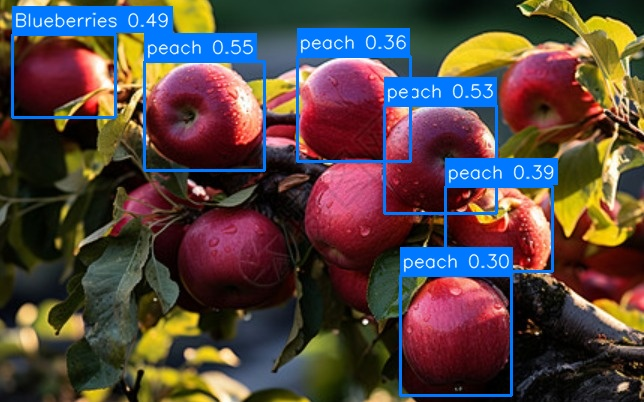 Blueberries 0.49
peach 0.55
peach 0.36
peach 0.53
peach 0.39
peach 0.30